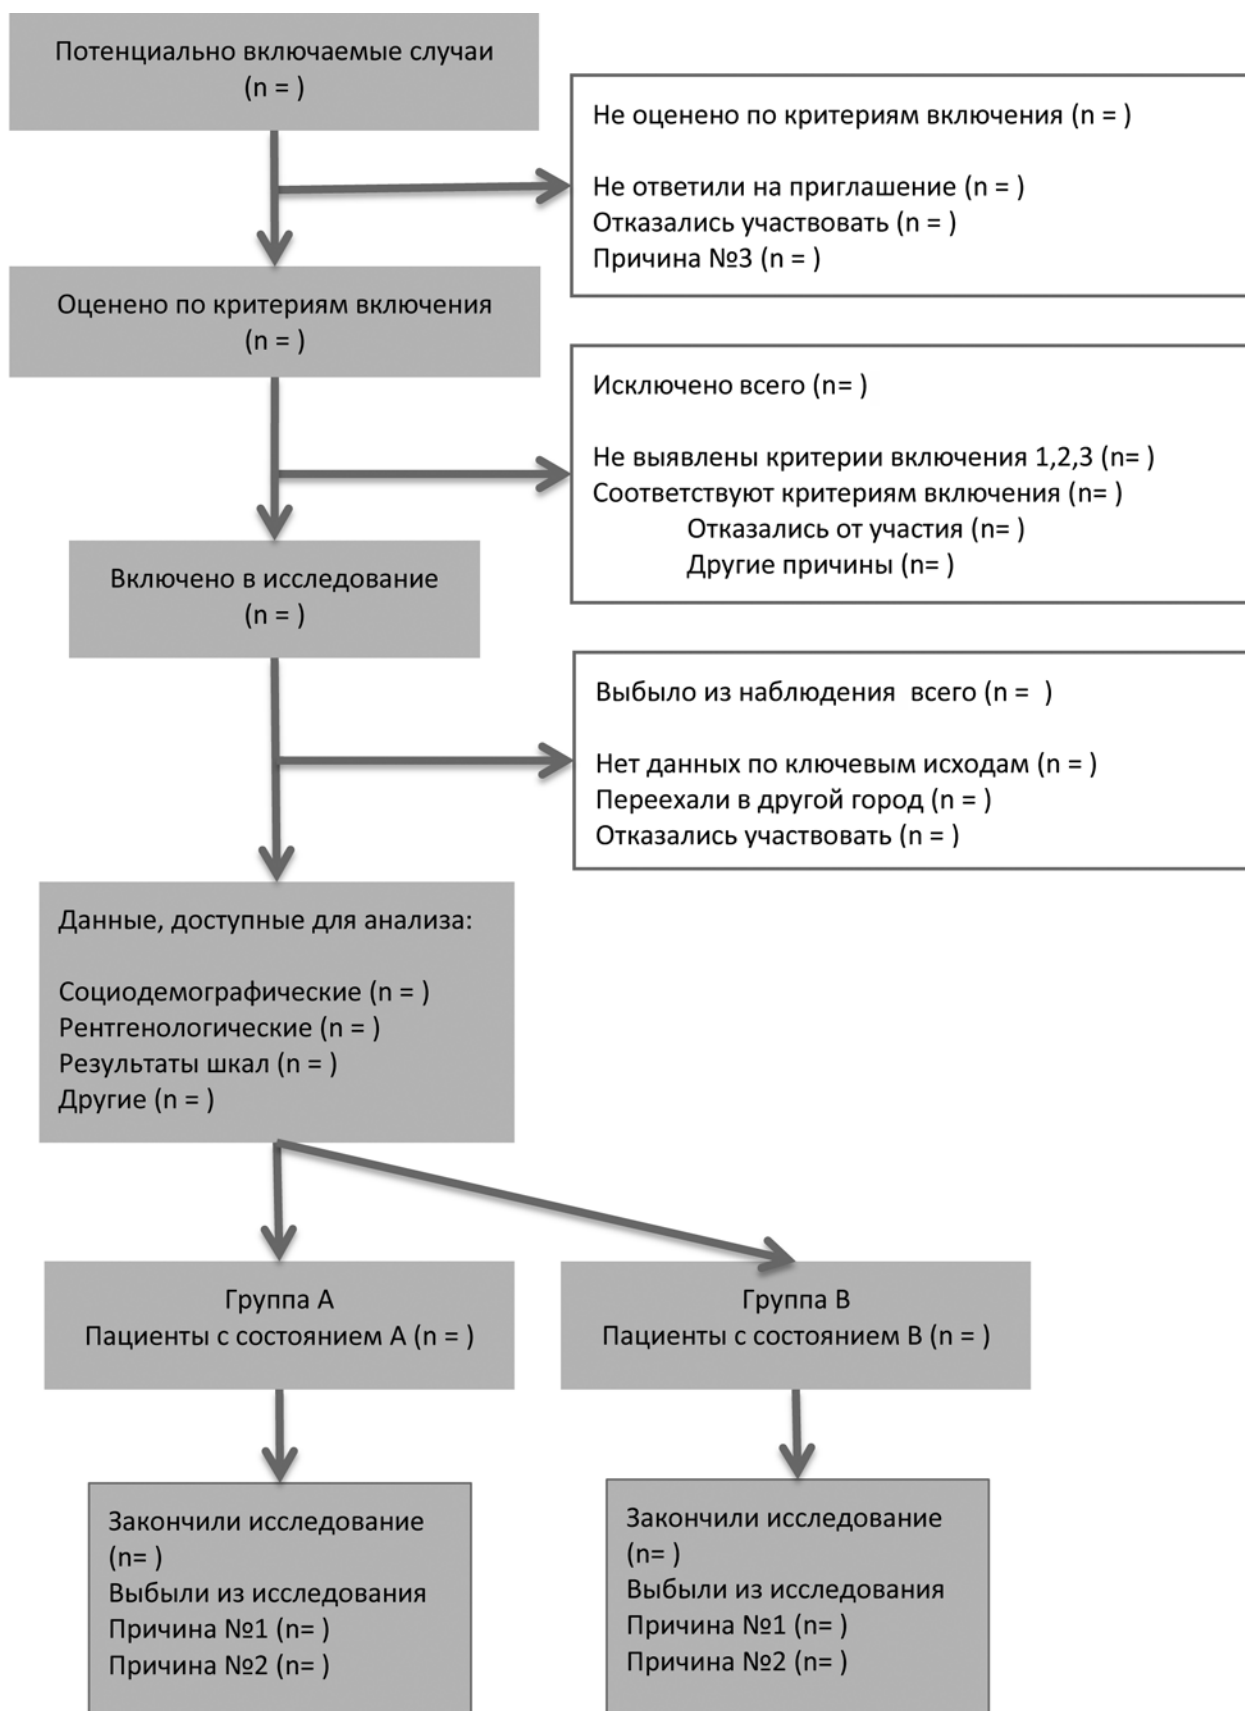 Потенциально включаемые случаи
(n = )
Не оценено по критериям включения (n = )
Не ответили на приглашение (n = )
Отказались участвовать (n = )
Причина №3 (n = )
Оценено по критериям включения
(n = )
Исключено всего (n= )
Не выявлены критерии включения 1,2,3 (n= )
Соответствуют критериям включения (n= )
Отказались от участия (n= )
Другие причины (n= )
Включено в исследование
(n = )
Выбыло из наблюдения  всего (n =  )
Нет данных по ключевым исходам (n = )
Переехали в другой город (n = )
Отказались участвовать (n = )
Данные, доступные для анализа:
Социодемографические (n = )
Рентгенологические (n = )
Результаты шкал (n = )
Другие (n = )
Группа А
Пациенты с состоянием А (n = )
Группа В
Пациенты с состоянием В (n = )
Закончили исследование
(n= )
Выбыли из исследования
Причина №1 (n= )
Причина №2 (n= )
Закончили исследование
(n= )
Выбыли из исследования
Причина №1 (n= )
Причина №2 (n= )